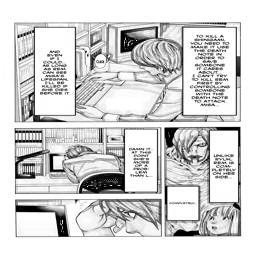 TO KILL A
SHINIGAMI,
YOU NEED TO
MAKE IT USE
THE DEATH
NOTE IN
ORDER TO
SAVE
SOMEONE
IT CARES
ABOUT.
I CAN'T TRY
TO KILL REM
FIRST BY
CONTROLLING
SOMEONE
WITH THE
DEATH NOTE
TO ATTACK
MISA...
AND
EVEN
IF I
COULD,
AS LONG
AS REM
CAN SEE
MISA'S
LIFESPAN,
I'LL BE
KILLED IF
SHE DIES
BEFORE IT
UNLIKE
RYUK,
REM IS
COMPLETELY
ON HER
SIDE...
DAMN IT.
AT THIS
POINT
SHE'S
MORE
OF A
PROB-
LEM
THAN L...
COMPLETELY...